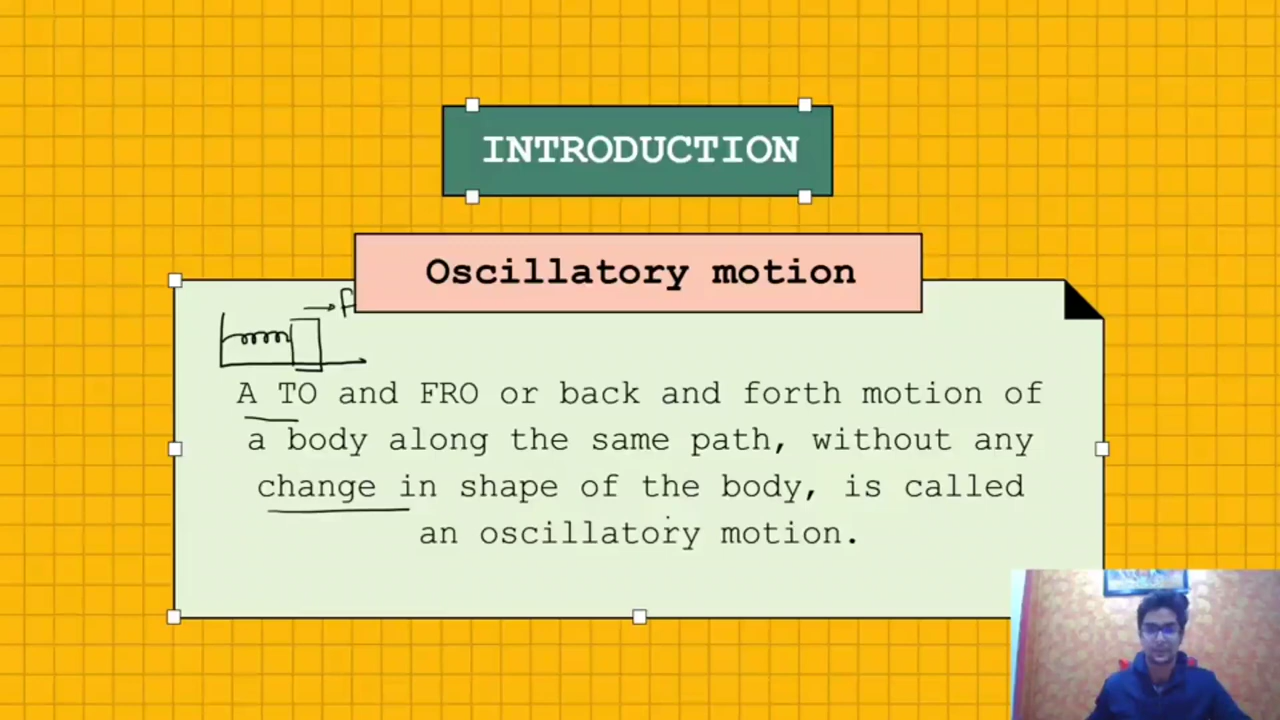 INTRODUCTION
Oscillatory motion
A TO and FRO or back and forth motion of
a body along the same path, without any
change in shape of the body, is called
an oscillatory motion.